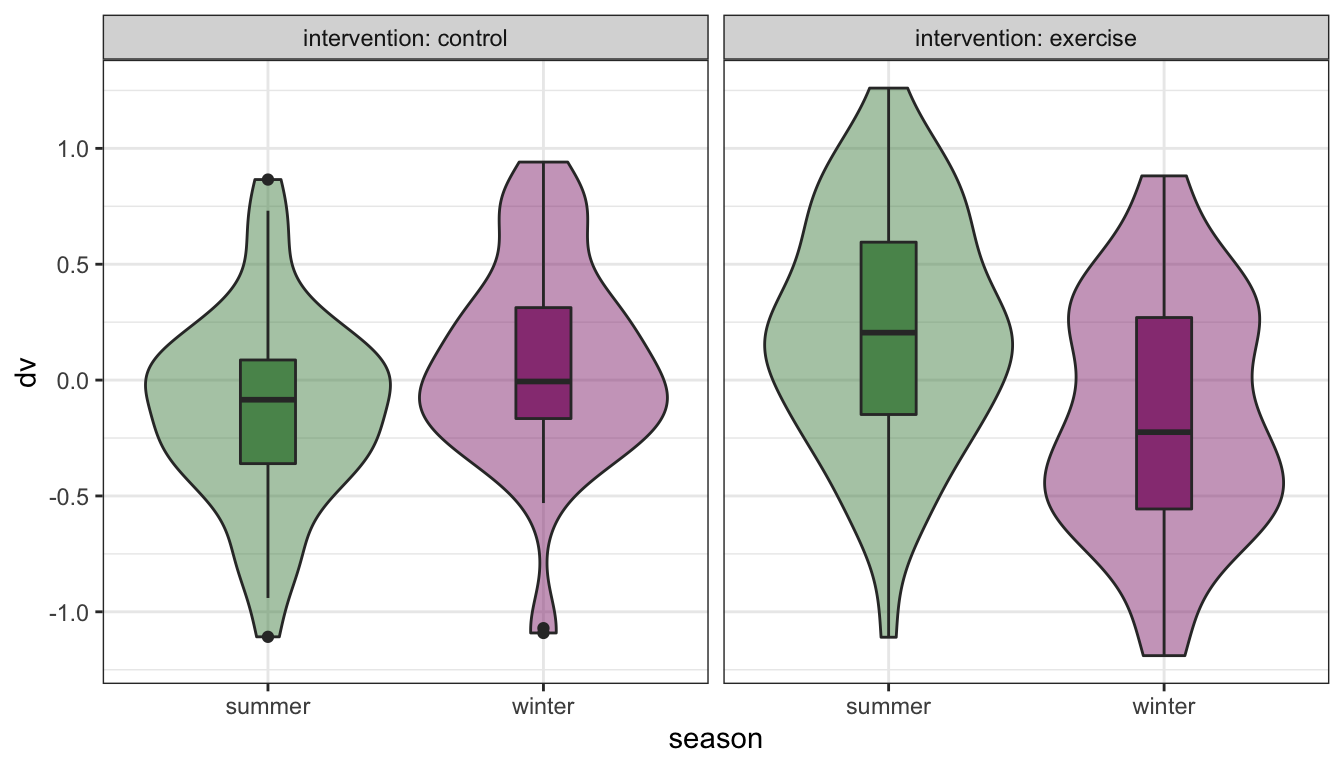 intervention: control
intervention: exercise
dv
1.0
0.5
0.0
-0.5
-1.0
summer
winter
summer
winter
season